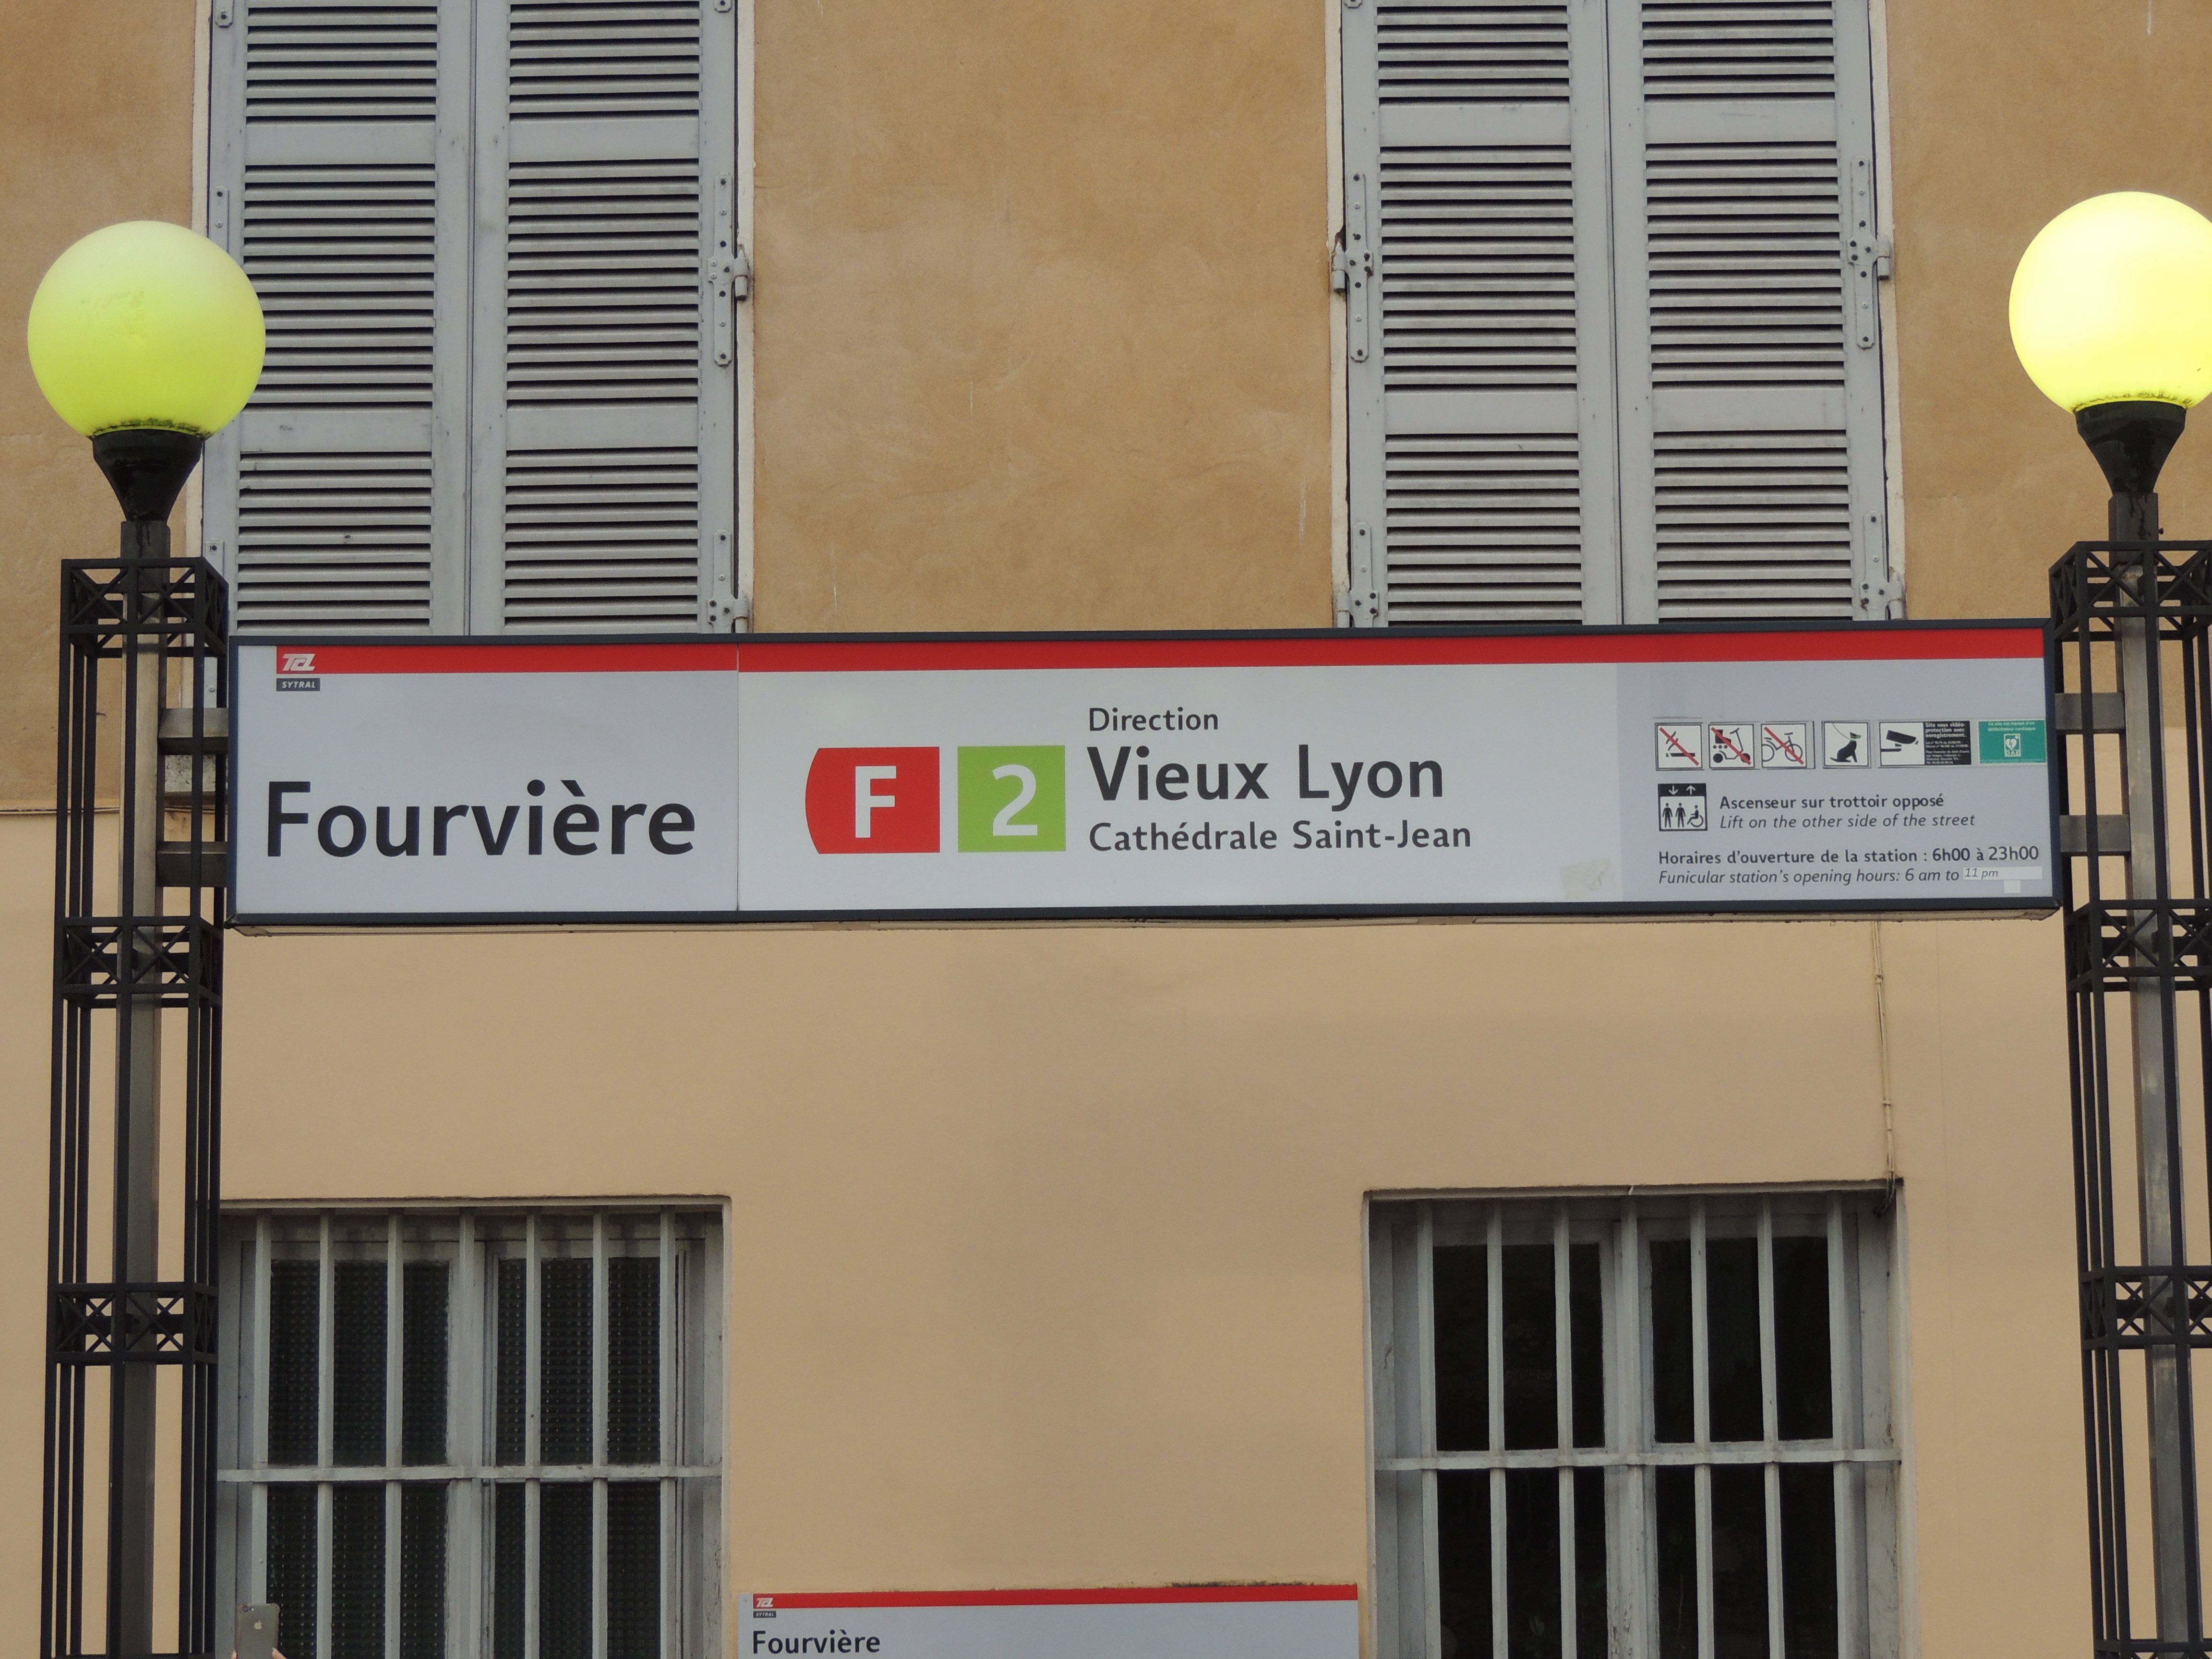 TCL
SYTRAL
Fourvière
F 2
Direction
Vieux Lyon
Cathédrale Saint-Jean
Ascenseur sur trottoir opposé
Lift on the other side of the street
Horaires d'ouverture de la station : 6h00 à 23h00
Funicular station's opening hours: 6 am to 11 pm
TCL
SYTRAL
Fourvière